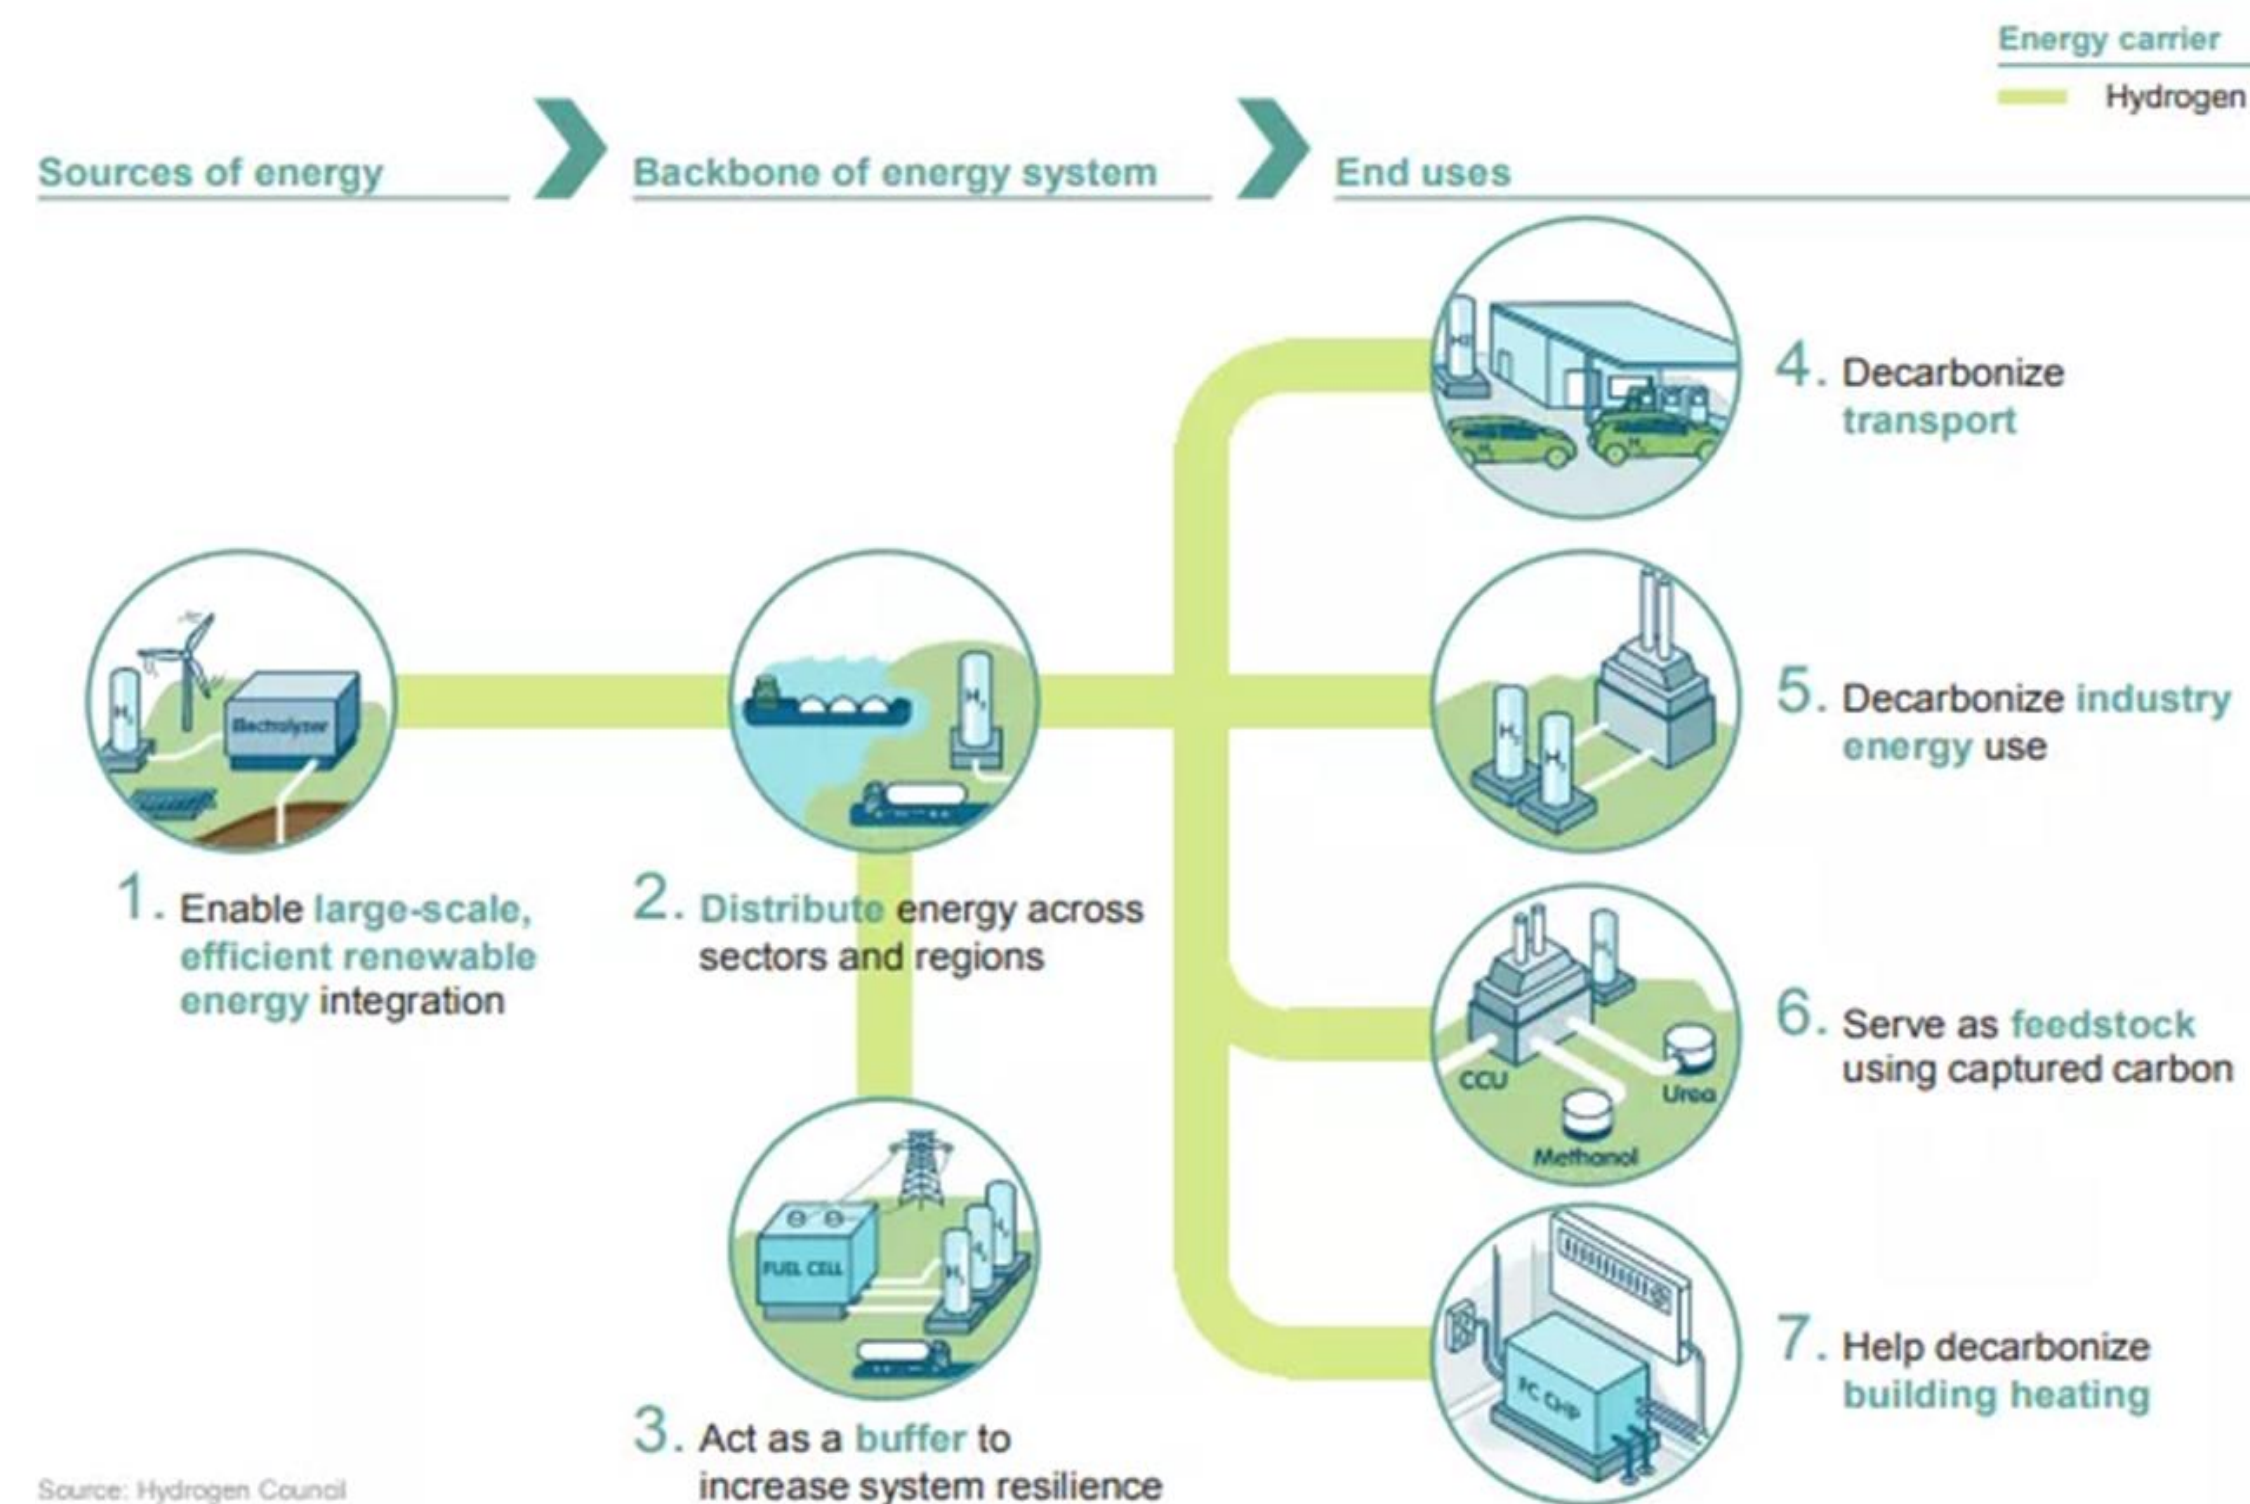 Energy carrier
Hydrogen
Sources of energy
Backbone of energy system
End uses
H2
4. Decarbonize
transport
H2
Electrolyzer
H2
H2
H2
5. Decarbonize industry
energy use
1. Enable large-scale,
efficient renewable
energy integration
2. Distribute energy across
sectors and regions
CCU
Urea
Methanol
6. Serve as feedstock
using captured carbon
FUEL CELL
H2
3. Act as a buffer to
increase system resilience
FC CHP
7. Help decarbonize
building heating
Source: Hydrogen Council